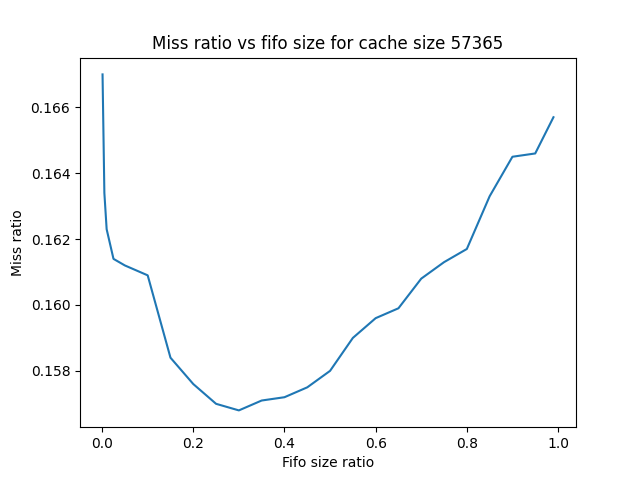 Miss ratio vs fifo size for cache size 57365
Miss ratio
0.166
0.164
0.162
0.160
0.158
0.0 0.2 0.4 0.6 0.8 1.0
Fifo size ratio